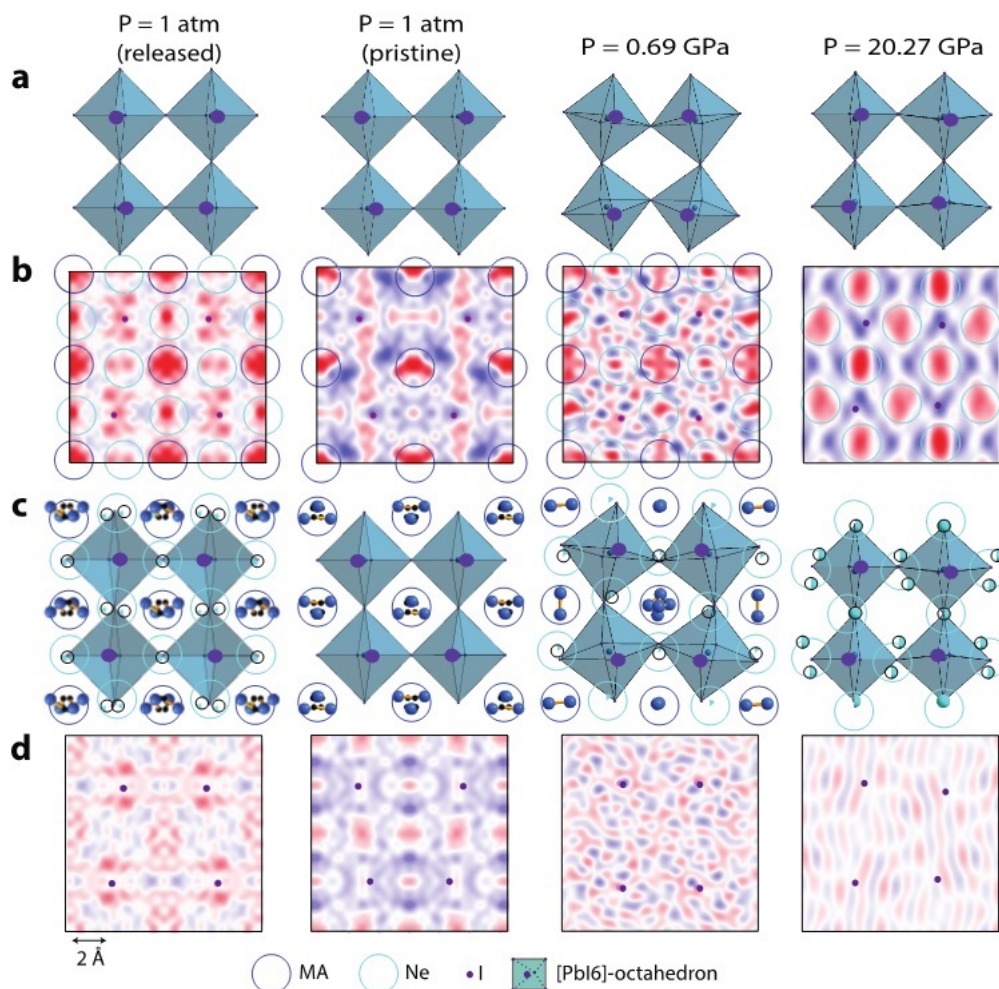 P = 1 atm
(released)
P = 1 atm
(pristine)
P = 0.69 GPa
P = 20.27 GPa
a
b
c
d
2 Å
MA
Ne
I
[PbI6]-octahedron